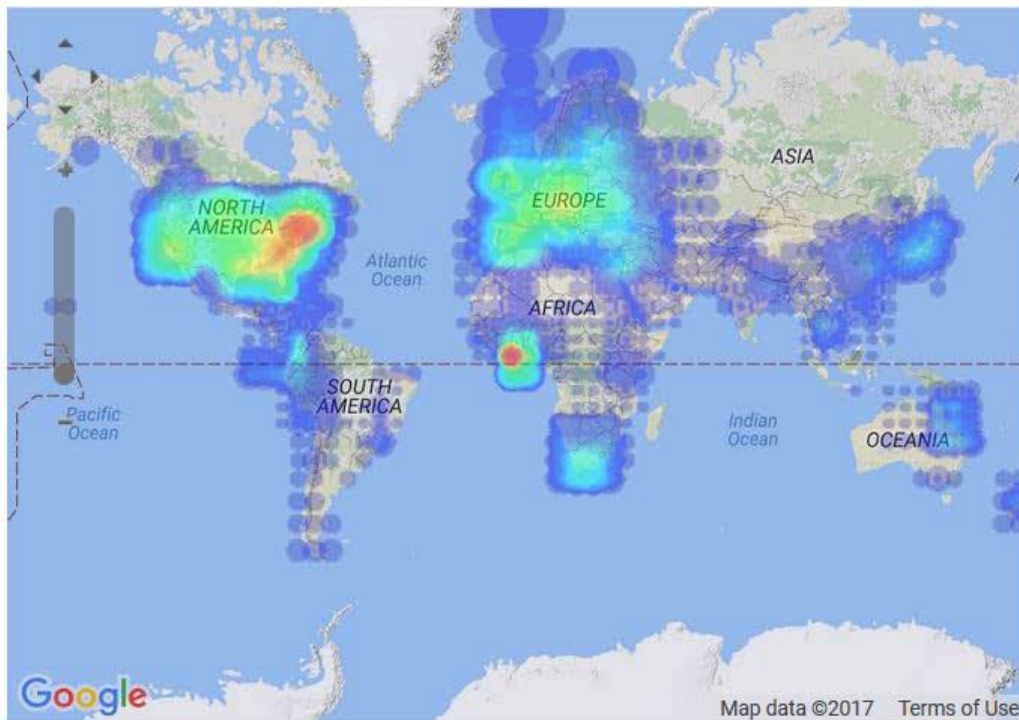 ASIA
NORTH
AMERICA
EUROPE
Atlantic
Ocean
AFRICA
SOUTH
AMERICA
Pacific
Ocean
Indian
Ocean
OCEANIA
Google
Map data ©2017 Terms of Use